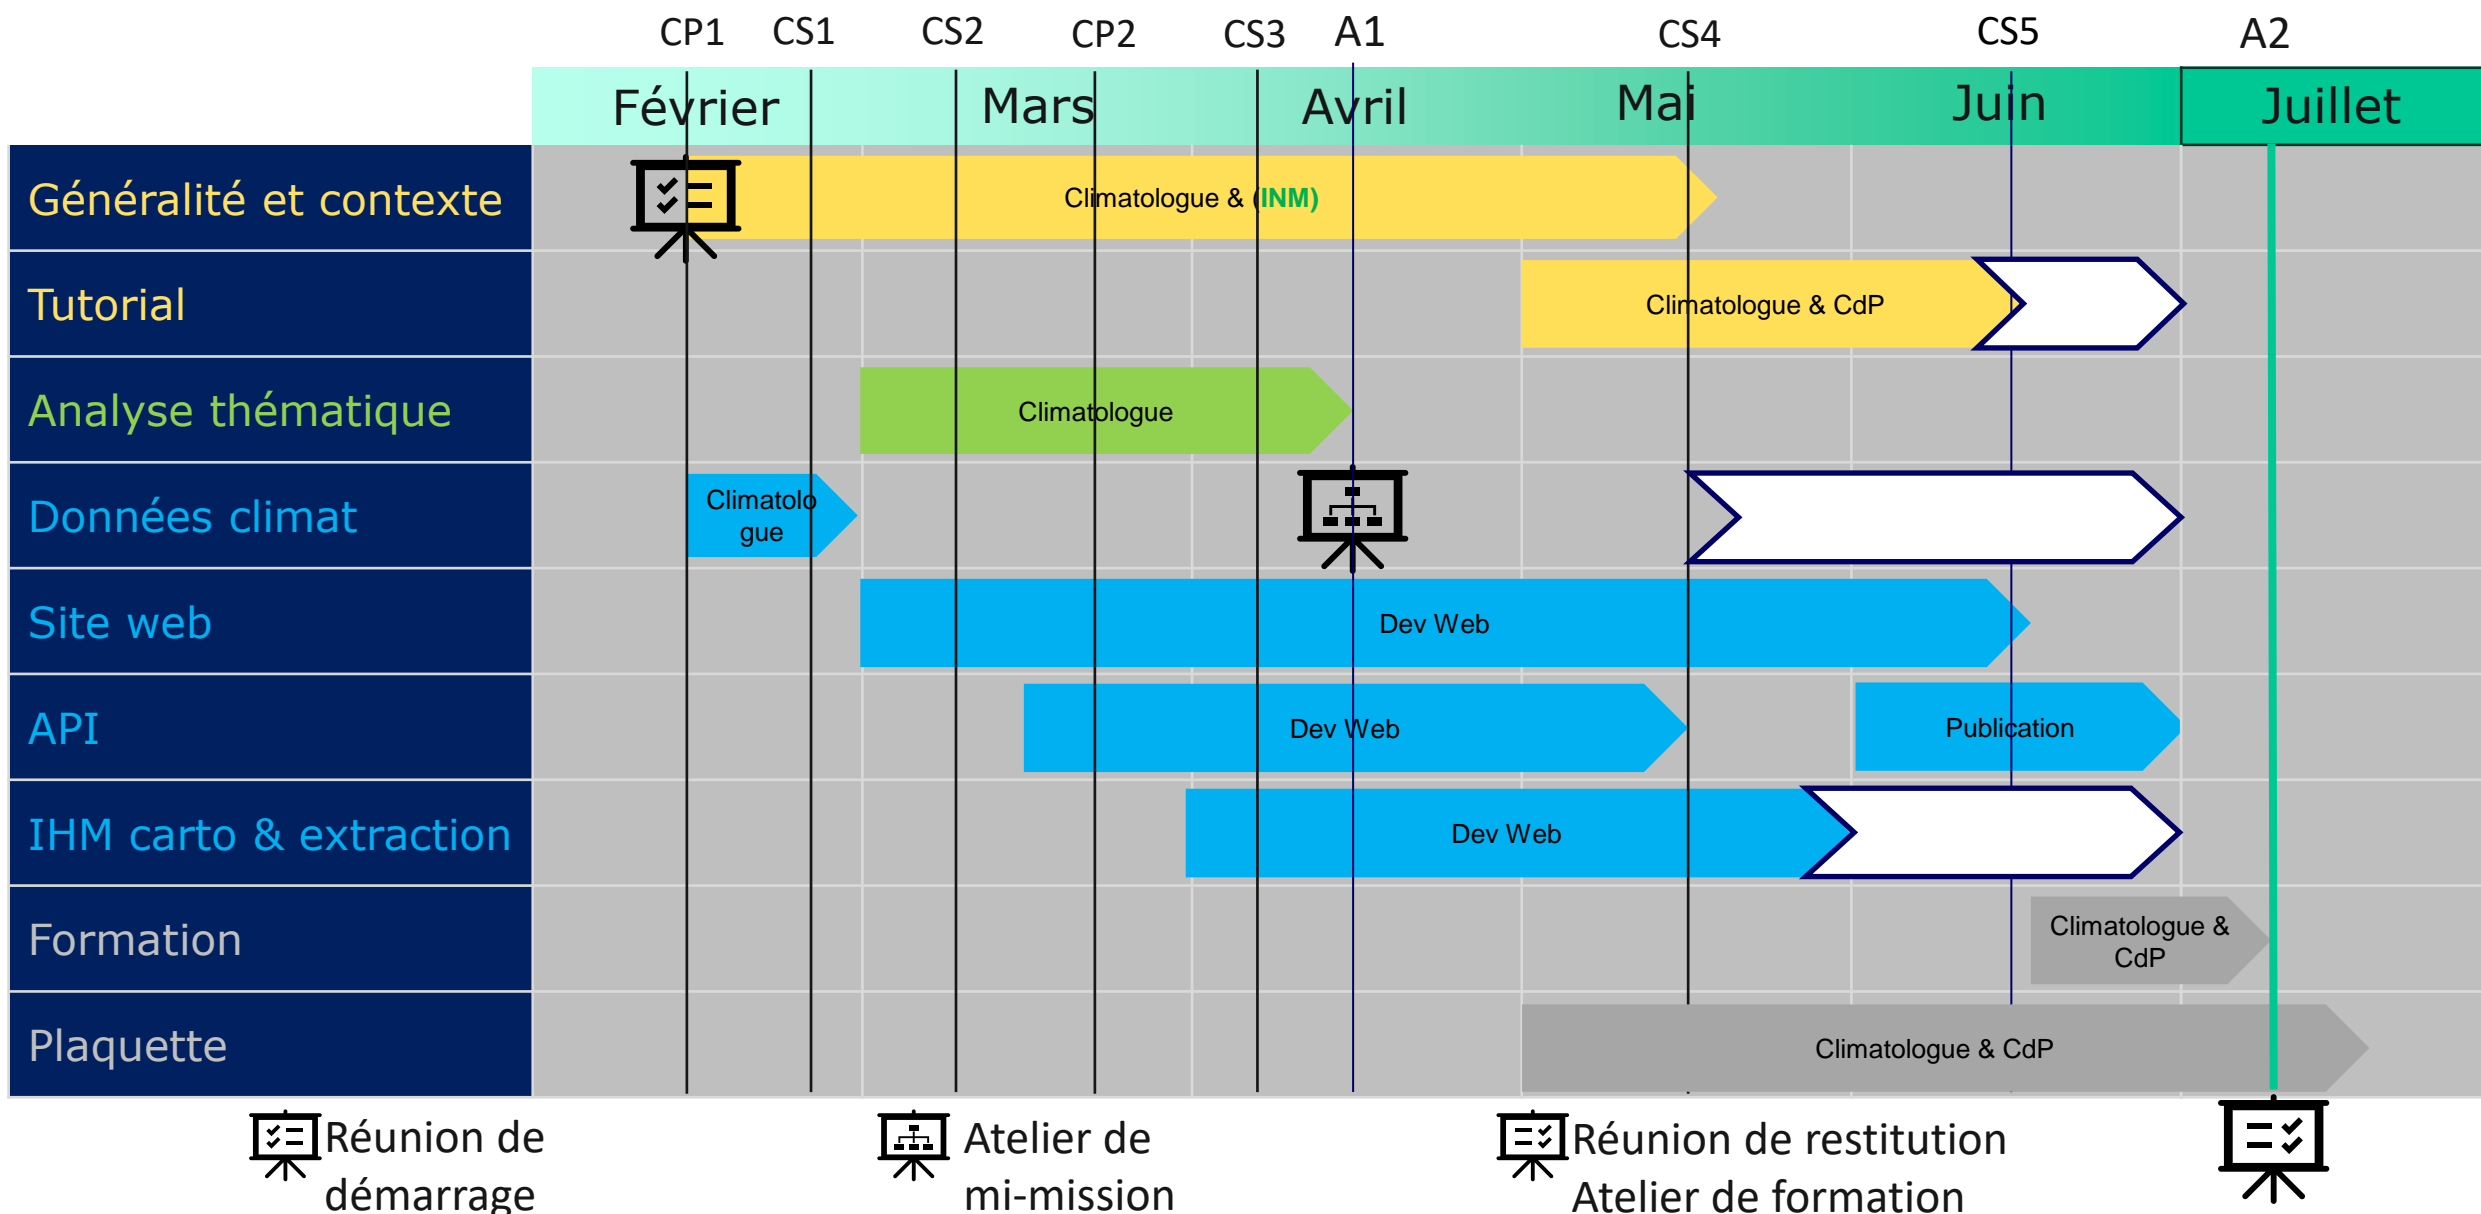 CP1 CS1 CS2 CP2 CS3 A1 CS4 CS5 A2
Février Mars Avril Mai Juin Juillet
Généralité et contexte
Climatologue & (INM)
Tutorial
Climatologue & CdP
Analyse thématique
Climatologue
Données climat
Climatolo
gue
Site web
Dev Web
API
Dev Web
Publication
IHM carto & extraction
Dev Web
Formation
Climatologue &
CdP
Plaquette
Climatologue & CdP
Réunion de
démarrage
Atelier de
mi-mission
Réunion de restitution
Atelier de formation